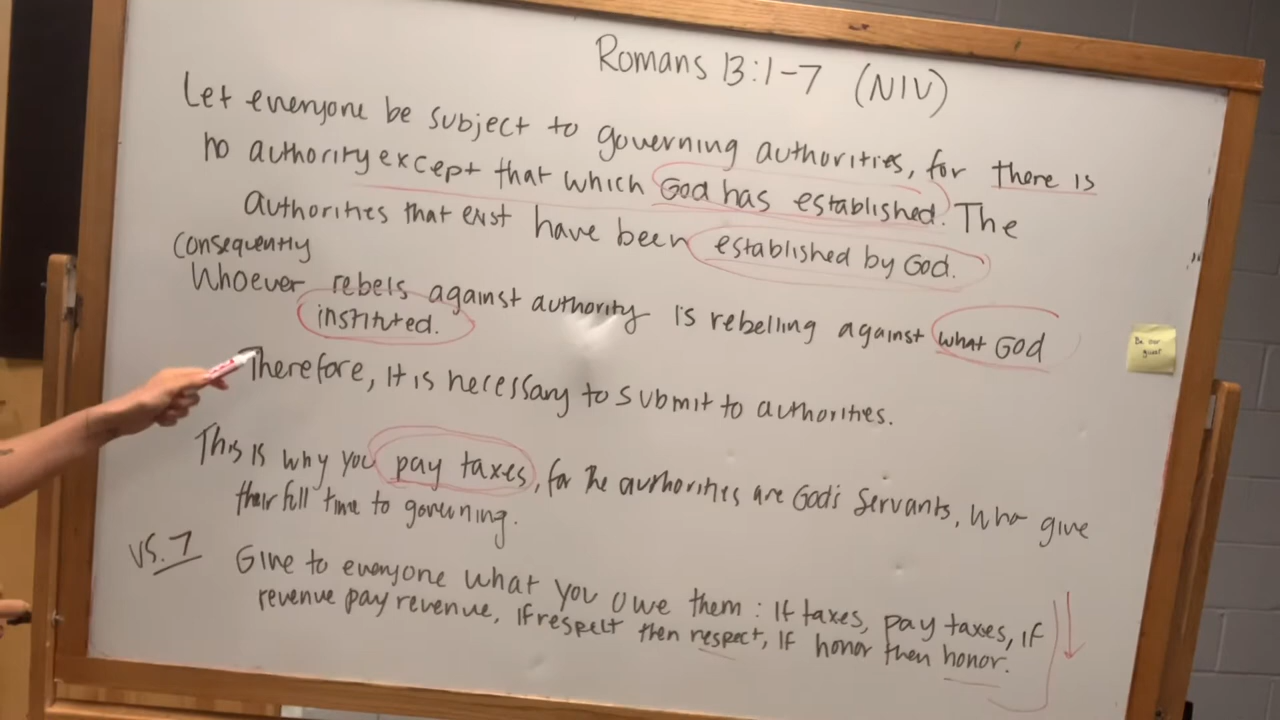 Romans 13:1-7 (NIV)
Let everyone be subject to governing authorities, for there is
no authority except that which God has established. The
authorities that exist have been established by God.
Consequently
Whoever rebels against authority is rebelling against what God
instituted.
Therefore, it is necessary to submit to authorities.
This is why you pay taxes, for the authorities are God's servants, who give
their full time to governing.
vs. 7 Give to everyone what you owe them: If taxes, pay taxes, if
revenue pay revenue, if respect then respect, if honor then honor.
Be our
guest